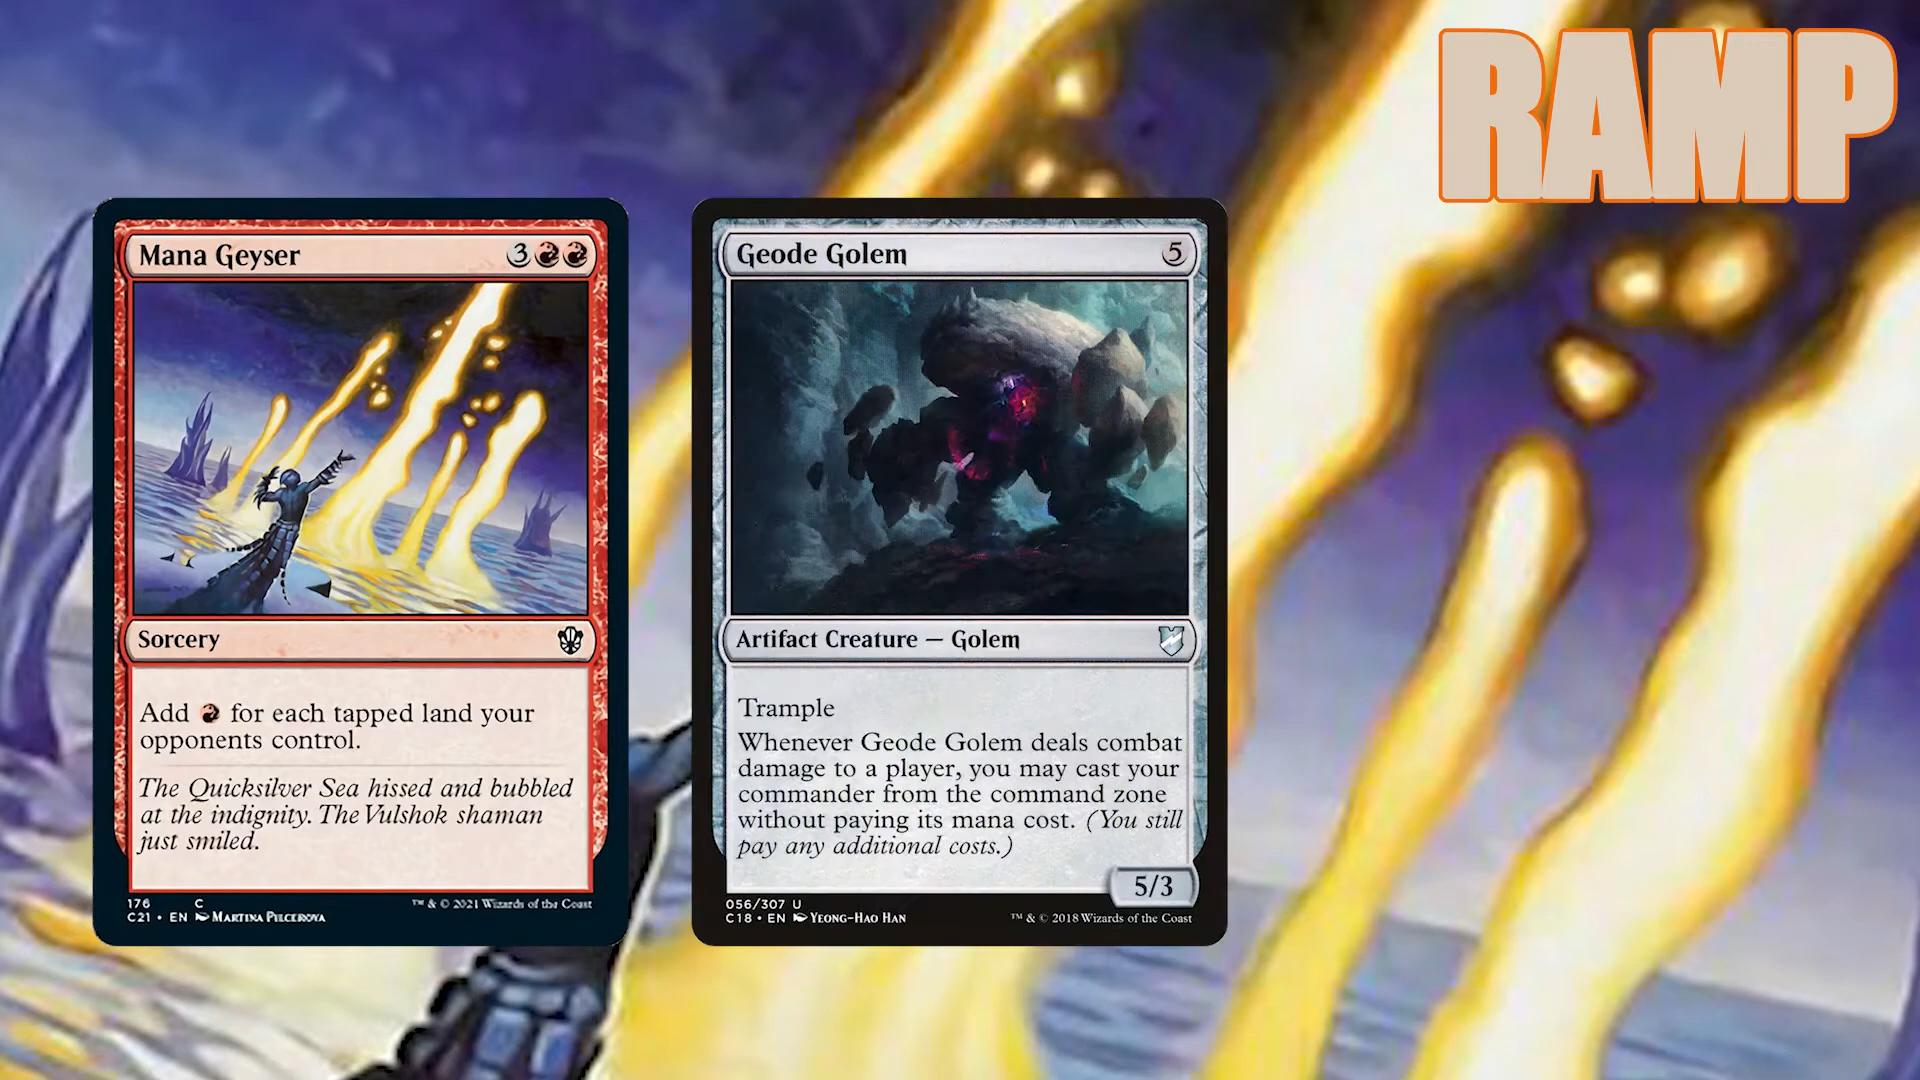 RAMP
Mana Geyser 3
Sorcery
Add for each tapped land your
opponents control.
The Quicksilver Sea hissed and bubbled
at the indignity. The Vulshok shaman
just smiled.
176 C
C21 • EN MARTINA PILCEROVA
™ & © 2021 Wizards of the Coast
Geode Golem 5
Artifact Creature — Golem
Trample
Whenever Geode Golem deals combat
damage to a player, you may cast your
commander from the command zone
without paying its mana cost. (You still
pay any additional costs.)
5/3
056/307 U
C18 • EN YEONG-HAO HAN
™ & © 2018 Wizards of the Coast